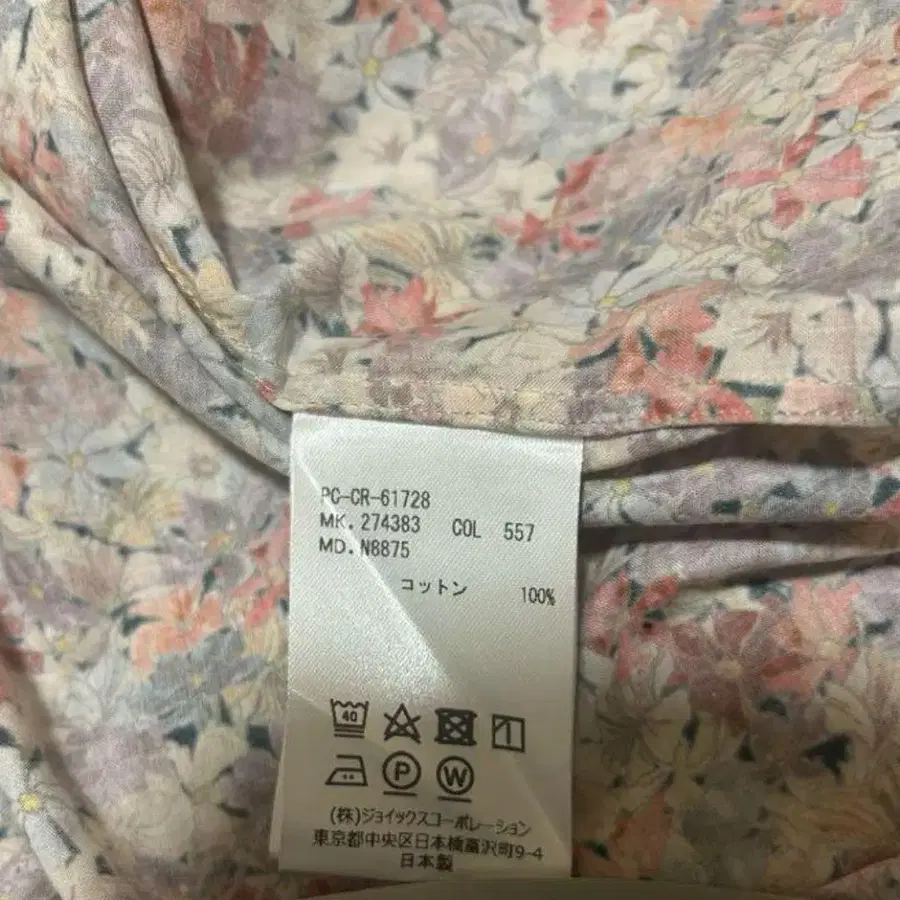 PC-CR-61728
MK. 274383 COL 557
MD. N8875
コットン 100%
40
P W
(株)ジョイックスコーポレーション
東京都中央区日本橋富沢町9-4
日本製